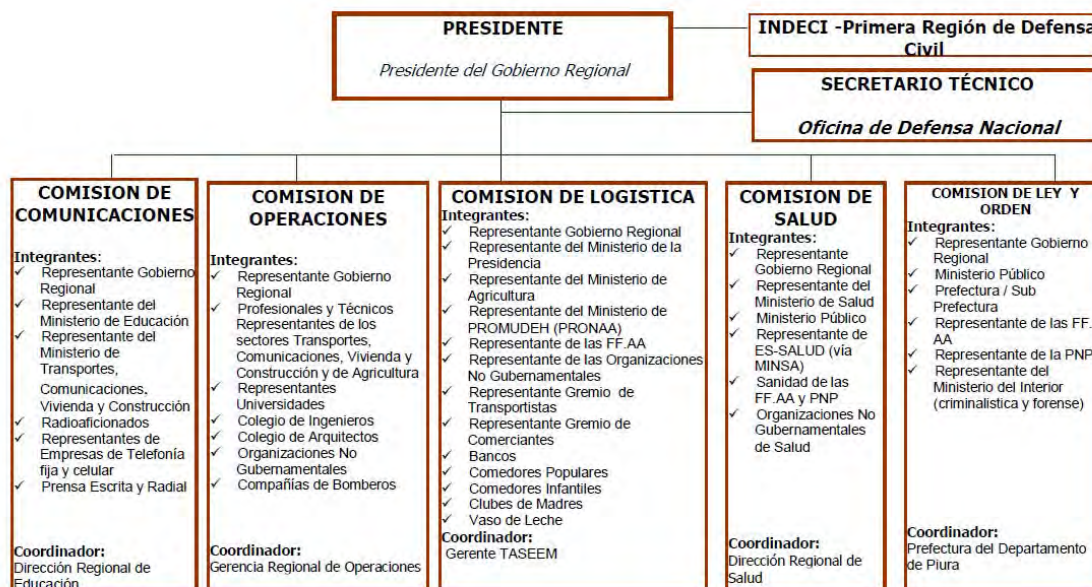 PRESIDENTE
Presidente del Gobierno Regional
INDECI -Primera Región de Defensa
Civil
SECRETARIO TÉCNICO
Oficina de Defensa Nacional
COMISION DE
COMUNICACIONES
Integrantes:
✓ Representante Gobierno
Regional
✓ Representante del
Ministerio de Educación
✓ Representante del
Ministerio de
Transportes,
Comunicaciones.
Vivienda y Construcción
✓ Radioaficionados
✓ Representantes de
Empresas de Telefonía
fija y celular
✓ Prensa Escrita y Radial
Coordinador:
Dirección Regional de
Educación
COMISION DE
OPERACIONES
Integrantes:
✓ Representante Gobierno
Regional
✓ Profesionales y Técnicos
Representantes de los
sectores Transportes,
Comunicaciones, Vivienda y
Construcción y de Agricultura
✓ Representantes
Universidades
✓ Colegio de Ingenieros
✓ Colegio de Arquitectos
✓ Organizaciones No
Gubernamentales
✓ Compañías de Bomberos
Coordinador:
Gerencia Regional de Operaciones
COMISION DE LOGISTICA
Integrantes:
✓ Representante Gobierno Regional
✓ Representante del Ministerio de la
Presidencia
✓ Representante del Ministerio de
Agricultura
✓ Representante del Ministerio de
PROMUDEH (PRONAA)
✓ Representante de las FF.AA
✓ Representante de las Organizaciones
No Gubernamentales
✓ Representante Gremio de
Transportistas
✓ Representante Gremio de
Comerciantes
✓ Bancos
✓ Comedores Populares
✓ Comedores Infantiles
✓ Clubes de Madres
✓ Vaso de Leche
Coordinador:
Gerente TASEEM
COMISION DE
SALUD
Integrantes:
✓ Representante
Gobierno Regional
✓ Representante del
Ministerio de Salud
✓ Ministerio Público
✓ Representante de
ES-SALUD (vía
MINSA)
✓ Sanidad de las
FF.AA y PNP
✓ Organizaciones No
Gubernamentales
de Salud
Coordinador:
Dirección Regional de
Salud
COMISION DE LEY Y
ORDEN
Integrantes:
✓ Representante Gobierno
Regional
✓ Ministerio Público
✓ Prefectura / Sub
Prefectura
✓ Representante de las FF.
AA
✓ Representante de la PNP
✓ Representante del
Ministerio del Interior
(criminalistica y forense)
Coordinador:
Prefectura del Departamento
de Piura